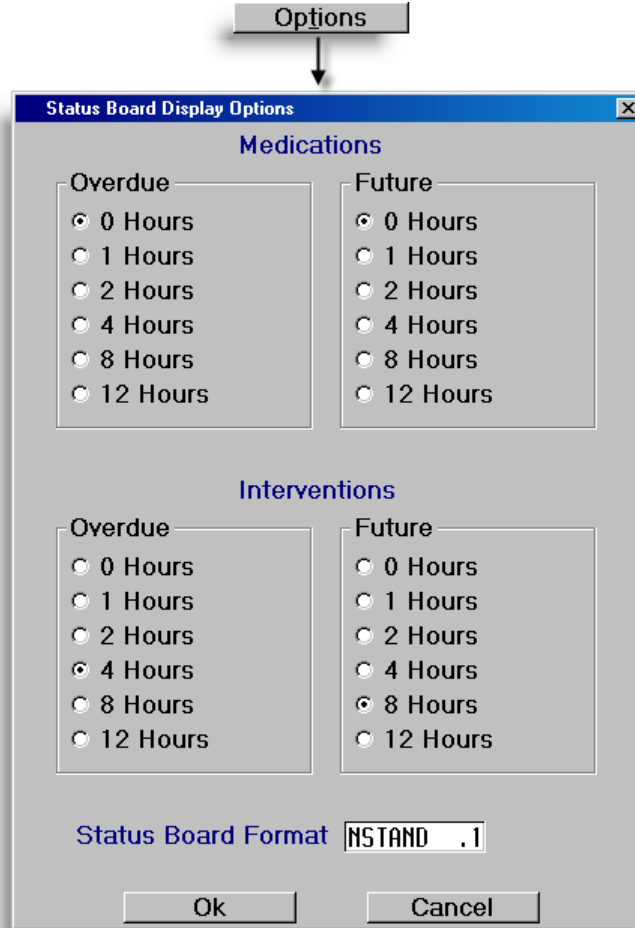 Options
Status Board Display Options
Medications
Overdue
0 Hours
1 Hours
2 Hours
4 Hours
8 Hours
12 Hours
Future
0 Hours
1 Hours
2 Hours
4 Hours
8 Hours
12 Hours
Interventions
Overdue
0 Hours
1 Hours
2 Hours
4 Hours
8 Hours
12 Hours
Future
0 Hours
1 Hours
2 Hours
4 Hours
8 Hours
12 Hours
Status Board Format NSTAND .1
Ok Cancel